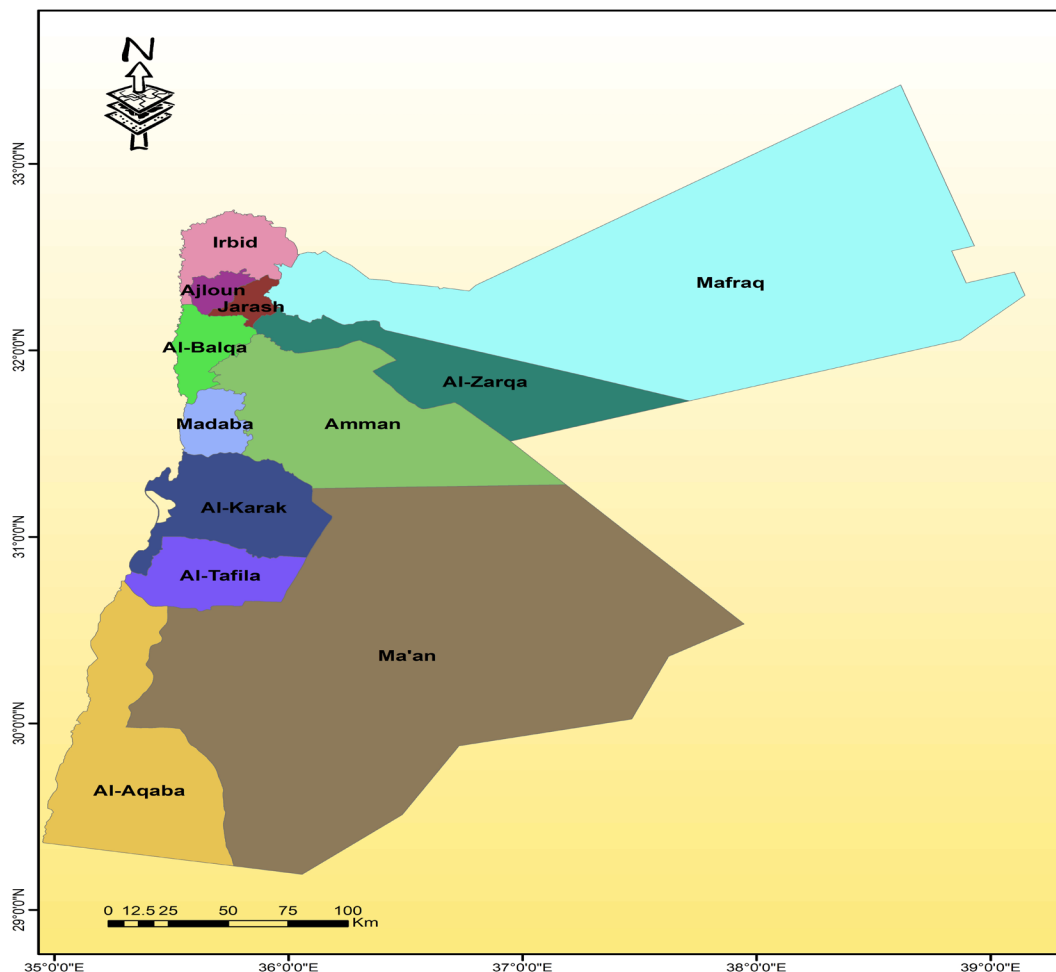 N
33°0'0"N
32°0'0"N
31°0'0"N
30°0'0"N
29°0'0"N
Irbid
Ajloun
Jarash
Mafraq
Al-Balqa
Al-Zarqa
Madaba
Amman
Al-Karak
Al-Tafila
Ma'an
Al-Aqaba
0 12.5 25 50 75 100
Km
35°0'0"E 36°0'0"E 37°0'0"E 38°0'0"E 39°0'0"E